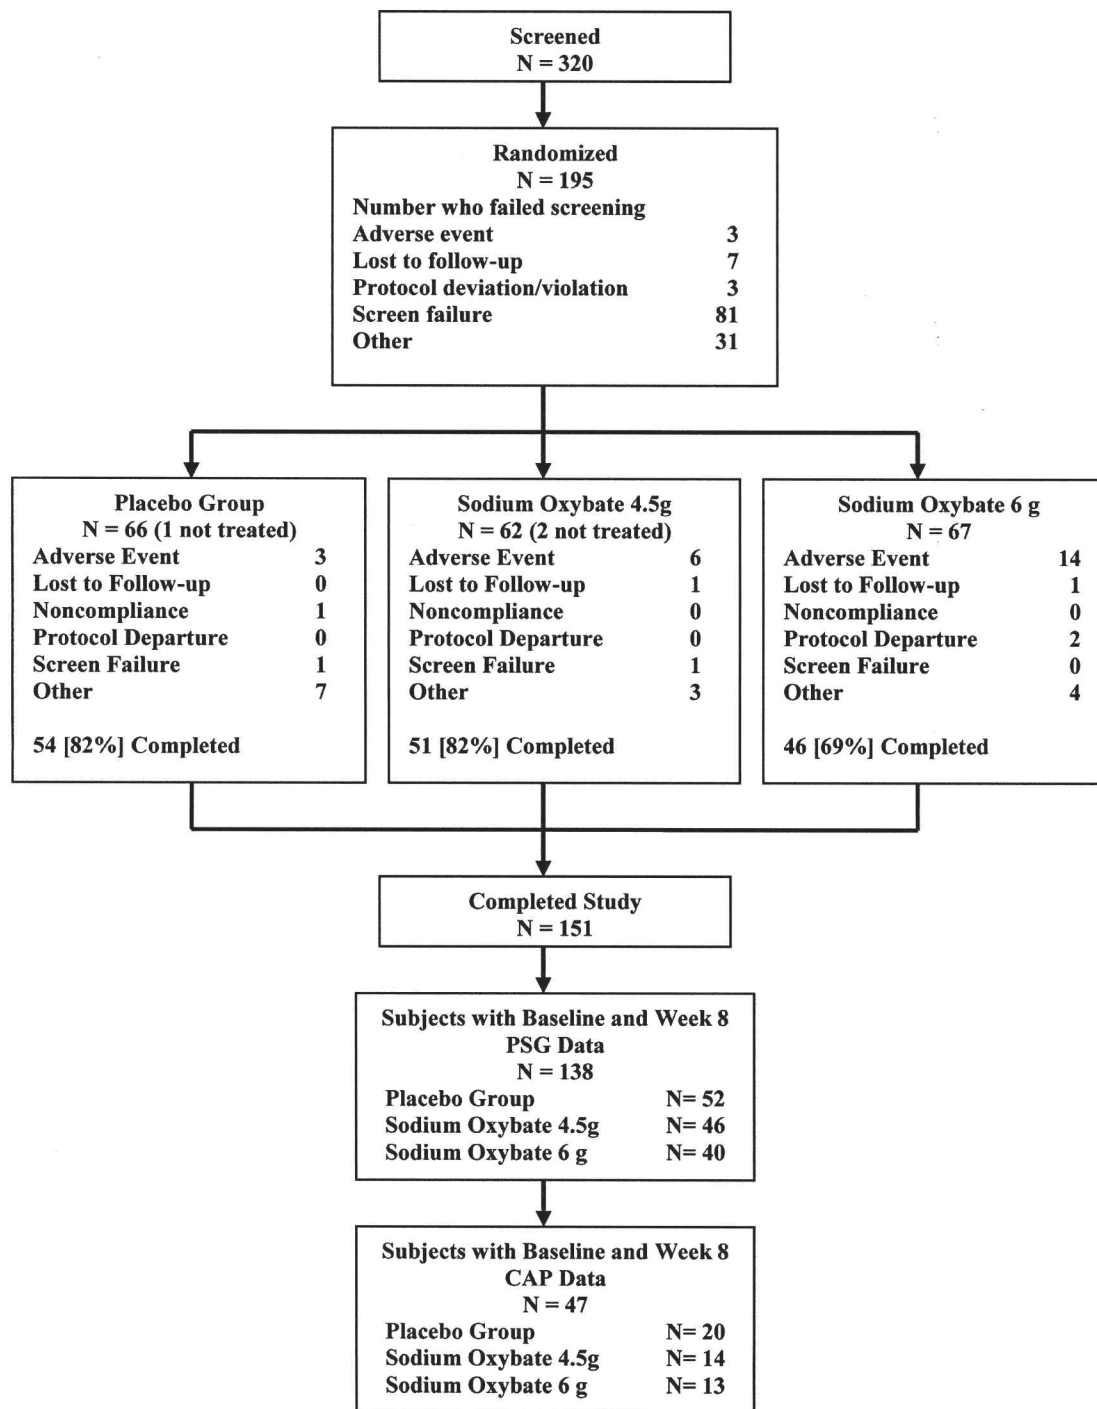 Screened
N = 320
Randomized
N = 195
Number who failed screening
Adverse event 3
Lost to follow-up 7
Protocol deviation/violation 3
Screen failure 81
Other 31
Placebo Group
N = 66 (1 not treated)
Adverse Event 3
Lost to Follow-up 0
Noncompliance 1
Protocol Departure 0
Screen Failure 1
Other 7
54 [82%] Completed
Sodium Oxybate 4.5g
N = 62 (2 not treated)
Adverse Event 6
Lost to Follow-up 1
Noncompliance 0
Protocol Departure 0
Screen Failure 1
Other 3
51 [82%] Completed
Sodium Oxybate 6 g
N = 67
Adverse Event 14
Lost to Follow-up 1
Noncompliance 0
Protocol Departure 2
Screen Failure 0
Other 4
46 [69%] Completed
Completed Study
N = 151
Subjects with Baseline and Week 8
PSG Data
N = 138
Placebo Group N= 52
Sodium Oxybate 4.5g N= 46
Sodium Oxybate 6 g N= 40
Subjects with Baseline and Week 8
CAP Data
N = 47
Placebo Group N= 20
Sodium Oxybate 4.5g N= 14
Sodium Oxybate 6 g N= 13